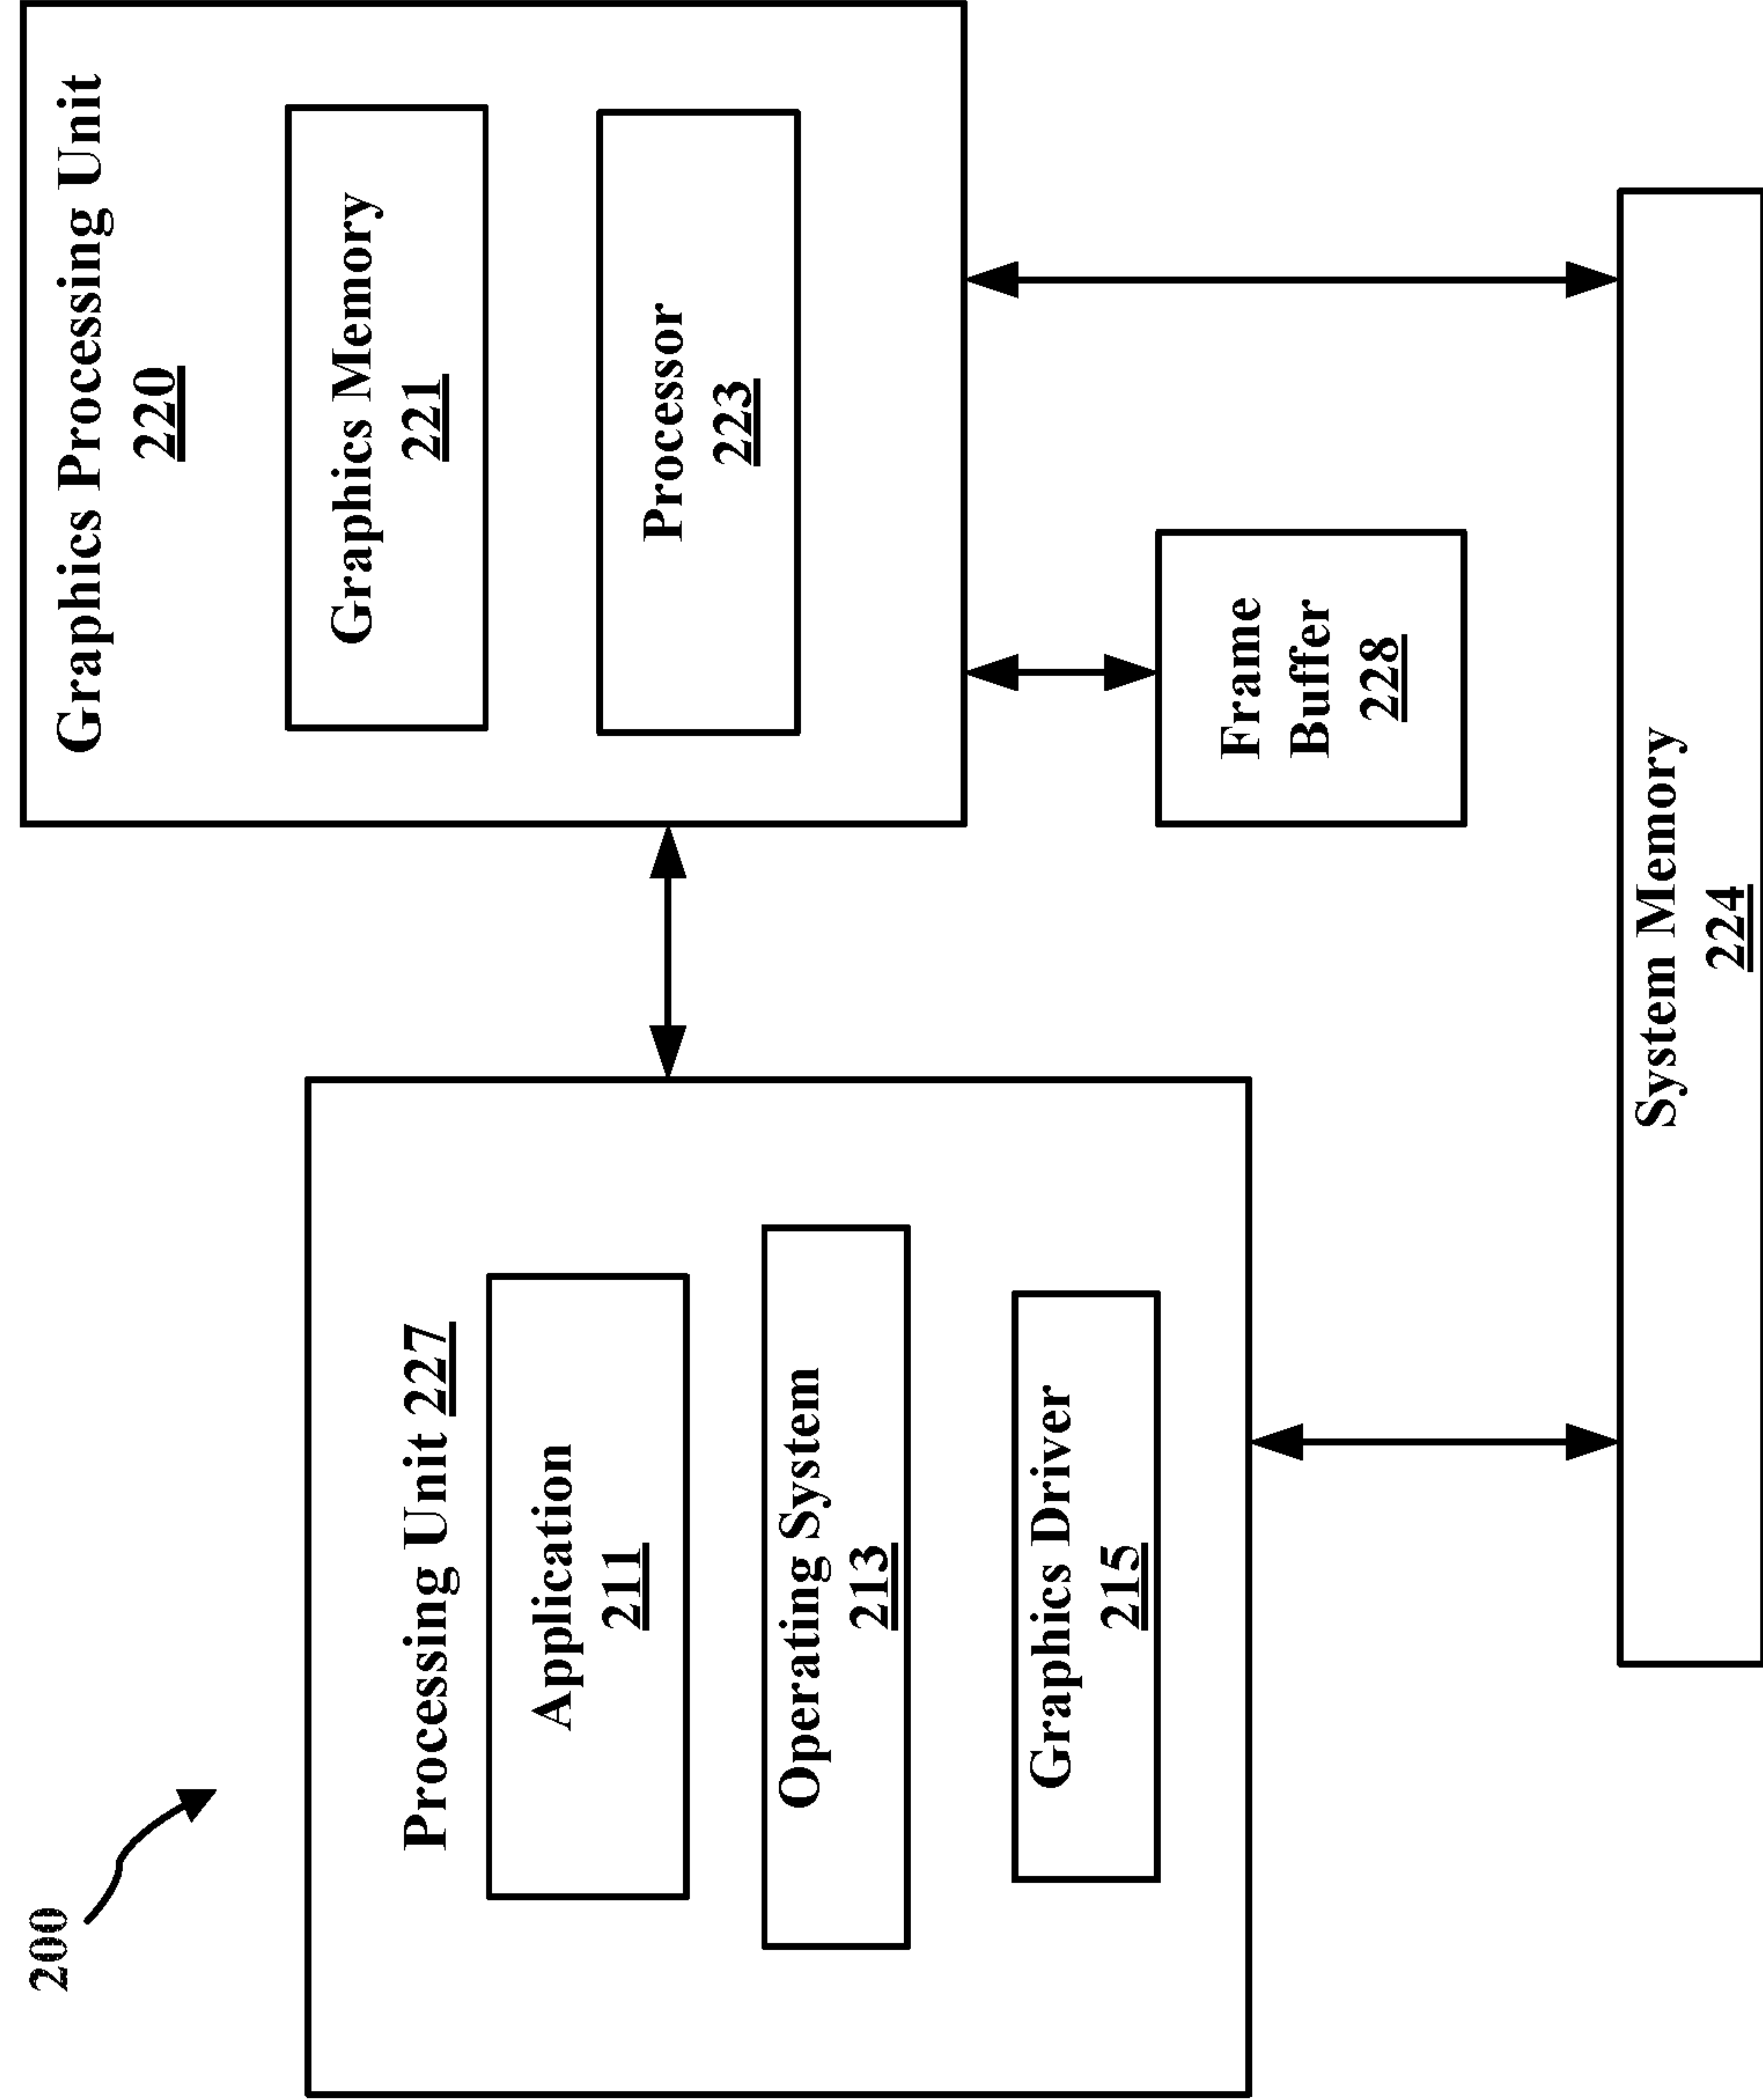 200
Processing Unit 227
Application
211
Operating System
213
Graphics Driver
215
Graphics Processing Unit
220
Graphics Memory
221
Processor
223
Frame
Buffer
228
System Memory
224